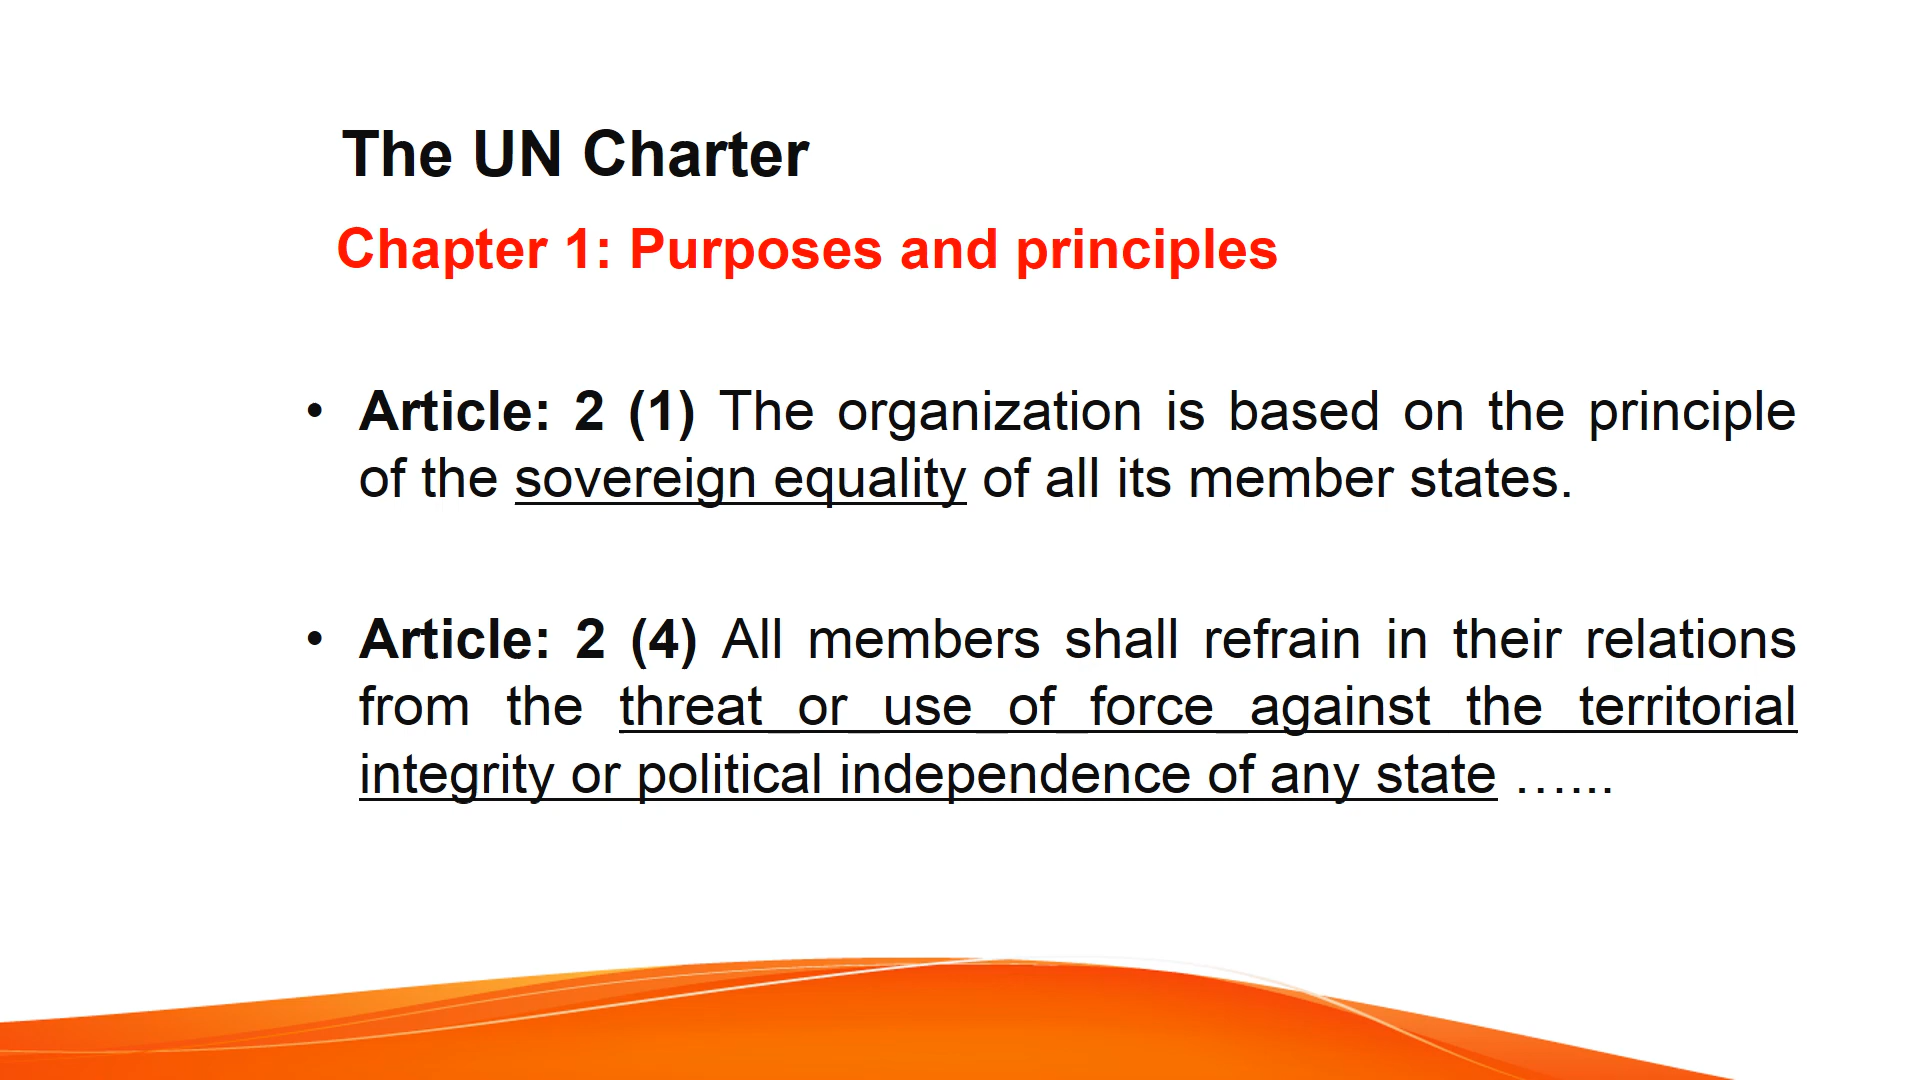 The UN Charter
Chapter 1: Purposes and principles
• Article: 2 (1) The organization is based on the principle
of the sovereign equality of all its member states.
• Article: 2 (4) All members shall refrain in their relations
from the threat or use of force against the territorial
integrity or political independence of any state …...